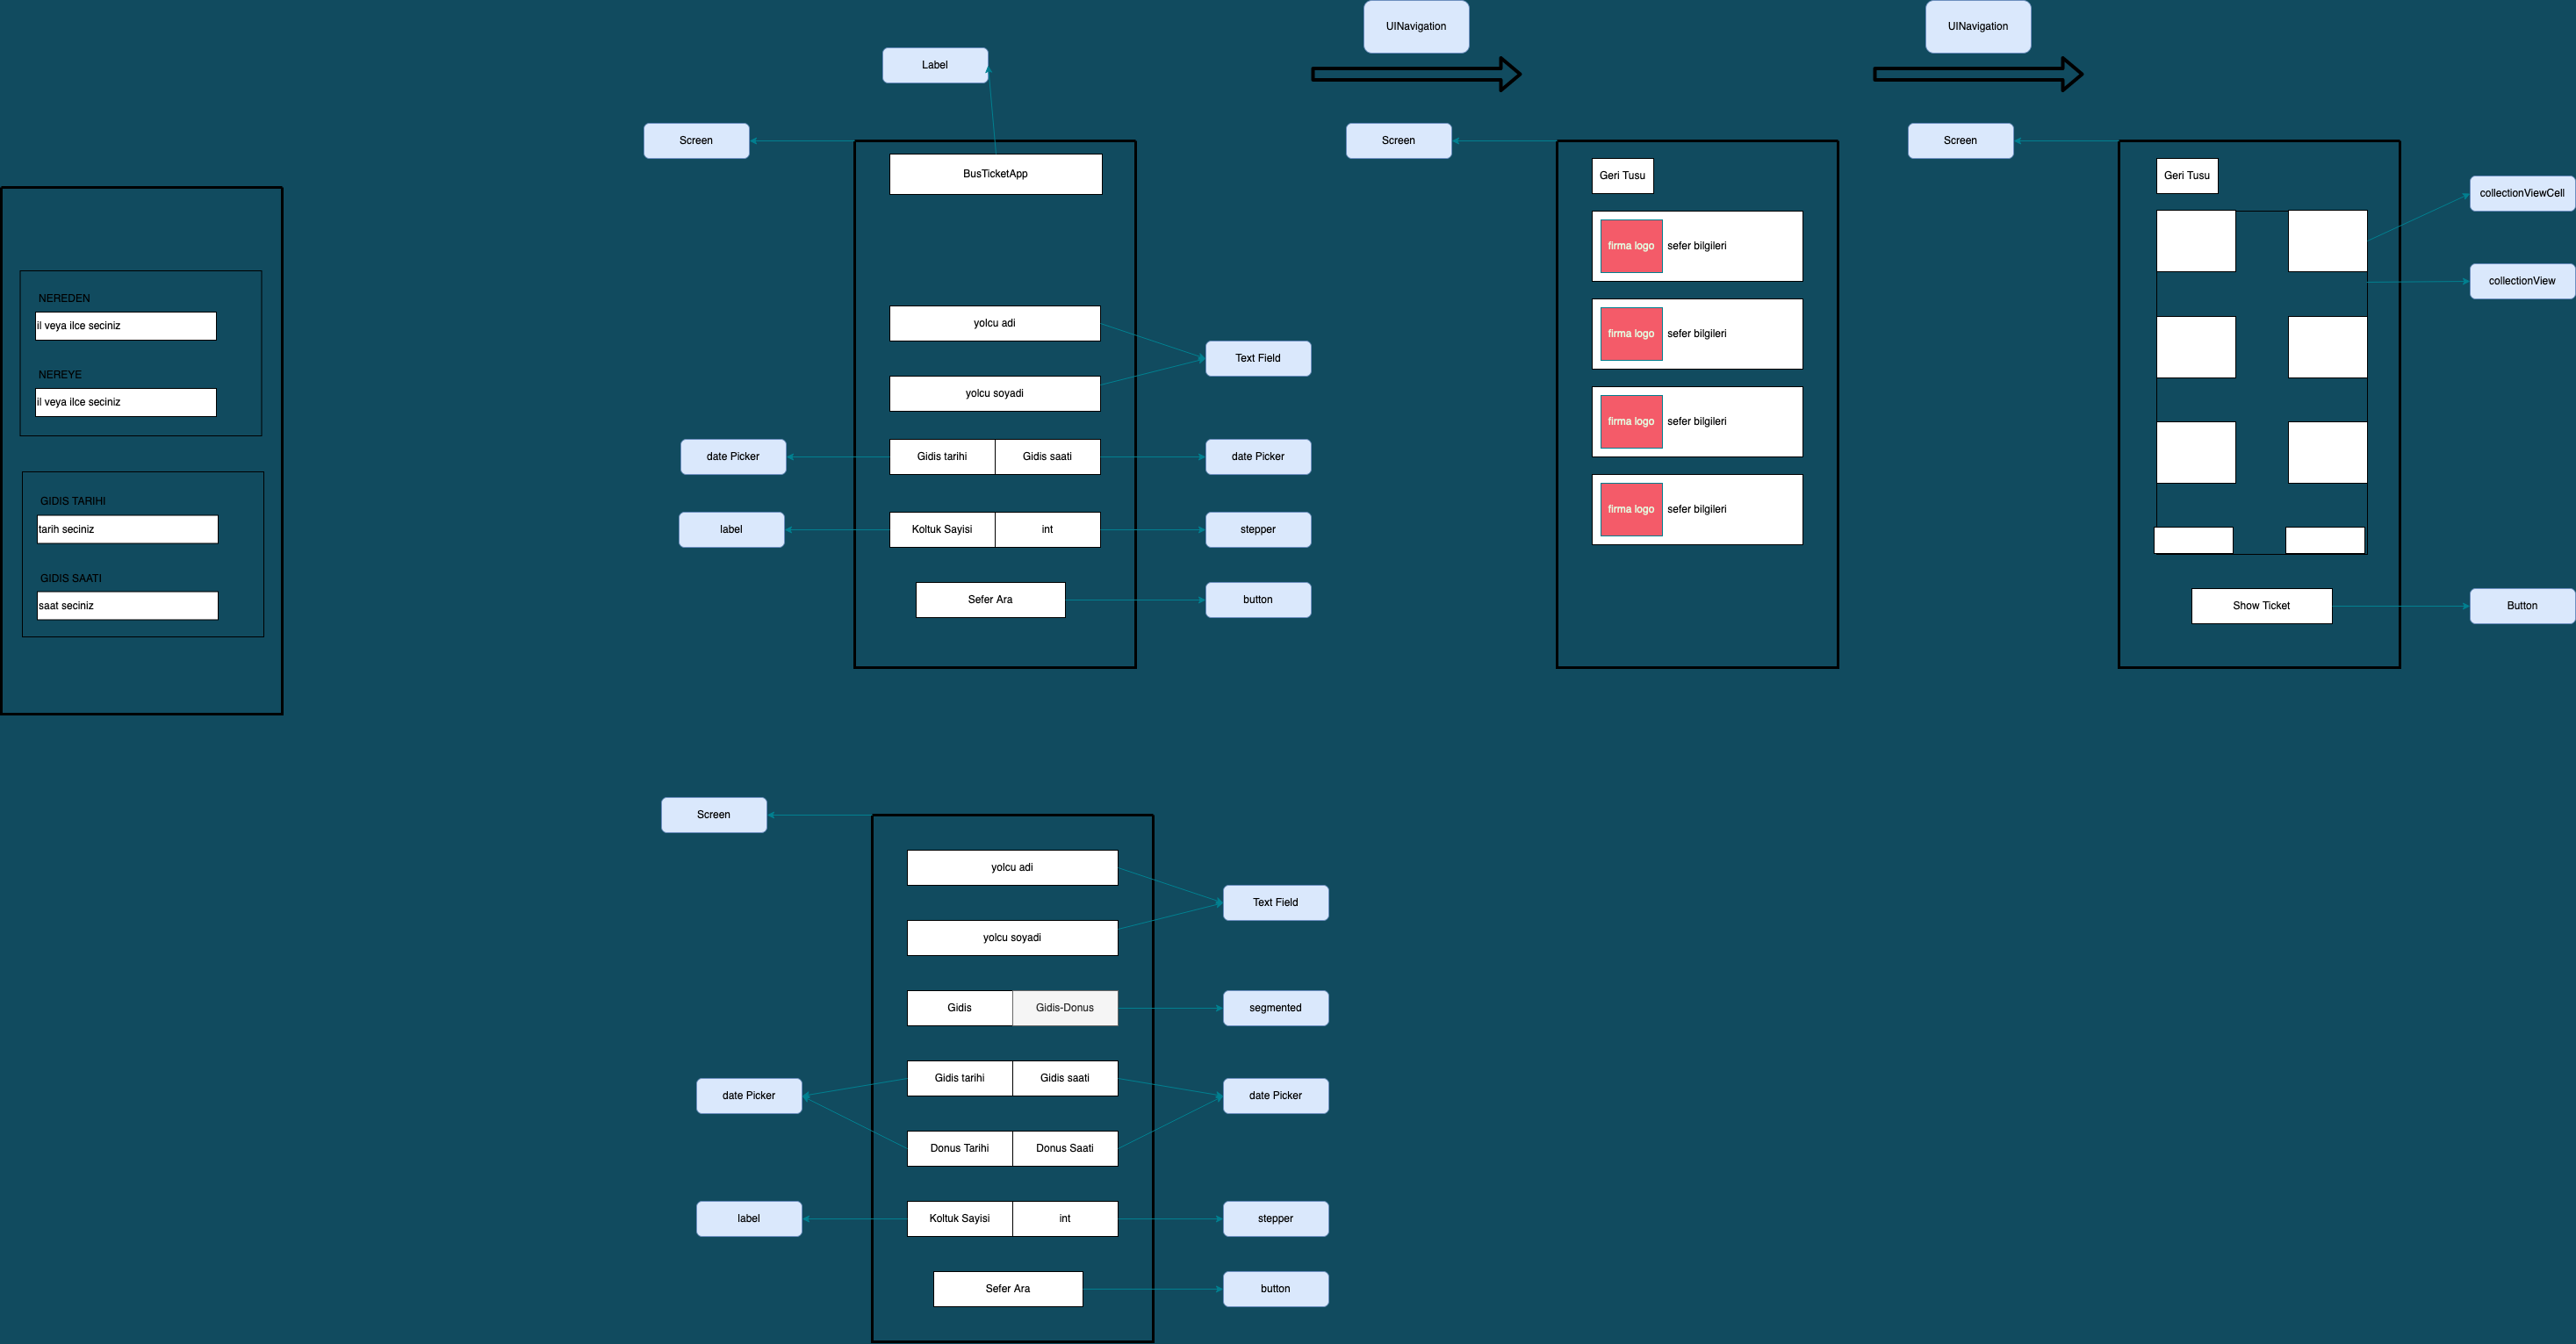 NEREDEN
il veya ilce seciniz
NEREYE
il veya ilce seciniz
GIDIS TARIHI
tarih seciniz
GIDIS SAATI
saat seciniz
Label
Screen
BusTicketApp
yolcu adi
yolcu soyadi
Text Field
date Picker
Gidis tarihi
Gidis saati
date Picker
label
Koltuk Sayisi
int
stepper
Sefer Ara
button
UINavigation
Screen
Geri Tusu
firma logo
sefer bilgileri
firma logo
sefer bilgileri
firma logo
sefer bilgileri
firma logo
sefer bilgileri
UINavigation
Screen
Geri Tusu
collectionViewCell
collectionView
Show Ticket
Button
Screen
yolcu adi
Text Field
yolcu soyadi
Gidis
Gidis-Donus
segmented
Gidis tarihi
Gidis saati
date Picker
date Picker
Donus Tarihi
Donus Saati
label
Koltuk Sayisi
int
stepper
Sefer Ara
button